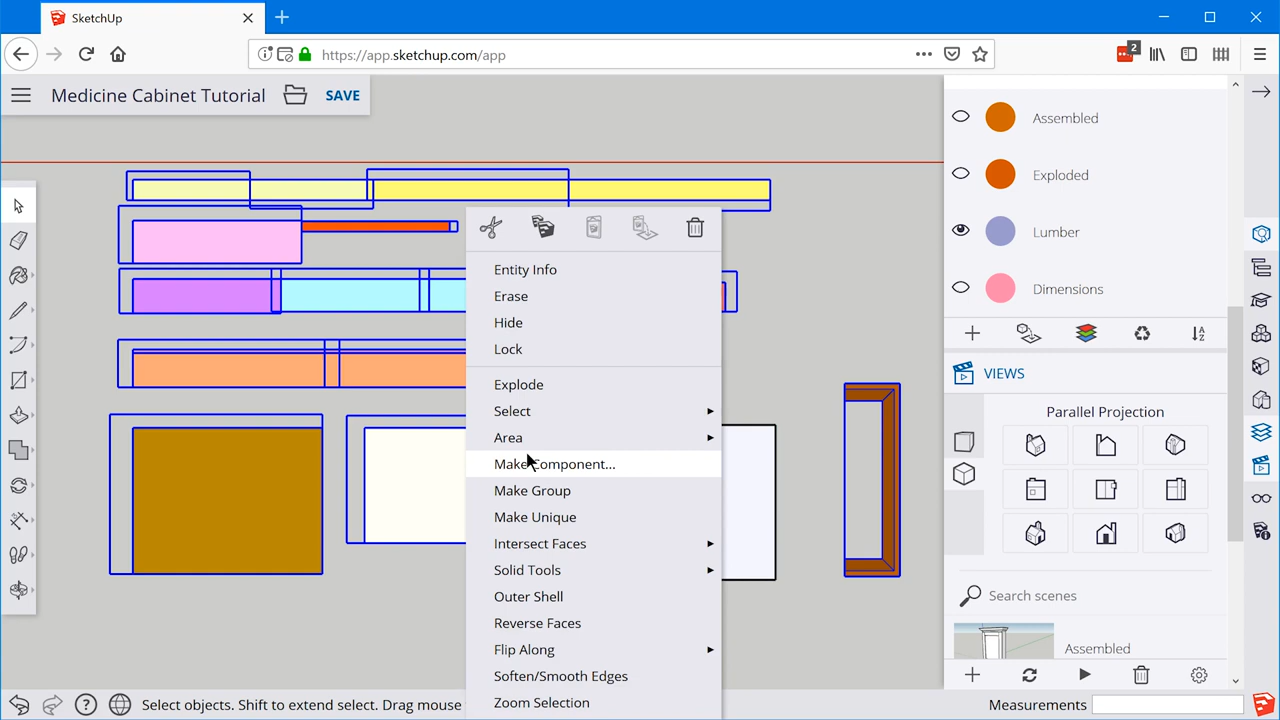 SketchUp
https://app.sketchup.com/app
2
Medicine Cabinet Tutorial
SAVE
Assembled
Exploded
Lumber
Dimensions
VIEWS
Parallel Projection
Search scenes
Assembled
Entity Info
Erase
Hide
Lock
Explode
Select
Area
Make Component...
Make Group
Make Unique
Intersect Faces
Solid Tools
Outer Shell
Reverse Faces
Flip Along
Soften/Smooth Edges
Zoom Selection
Select objects. Shift to extend select. Drag mouse
Measurements